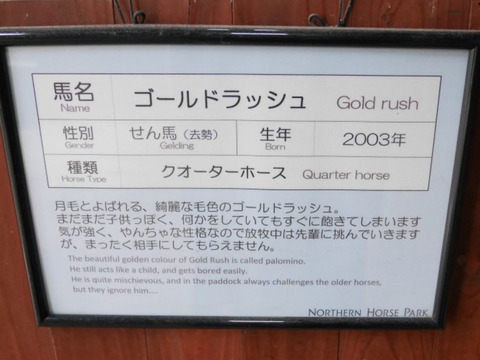 馬名 ゴールドラッシュ Gold rush
Name
性別 せん馬（去勢） 生年 2003年
Gender Gelding Born
種類 クオーターホース Quarter horse
Horse Type
月毛とよばれる、綺麗な毛色のゴールドラッシュ。
まだまだ子供っぽく、何かをしていてもすぐに飽きてしまいます
気が強く、やんちゃな性格なので放牧中は先輩に挑んでいきます
が、まったく相手にしてもらえません。
The beautiful golden colour of Gold Rush is called palomino.
He still acts like a child, and gets bored easily.
He is quite mischievous, and in the paddock always challenges the older horses,
but they ignore him....
NORTHERN HORSE PARK